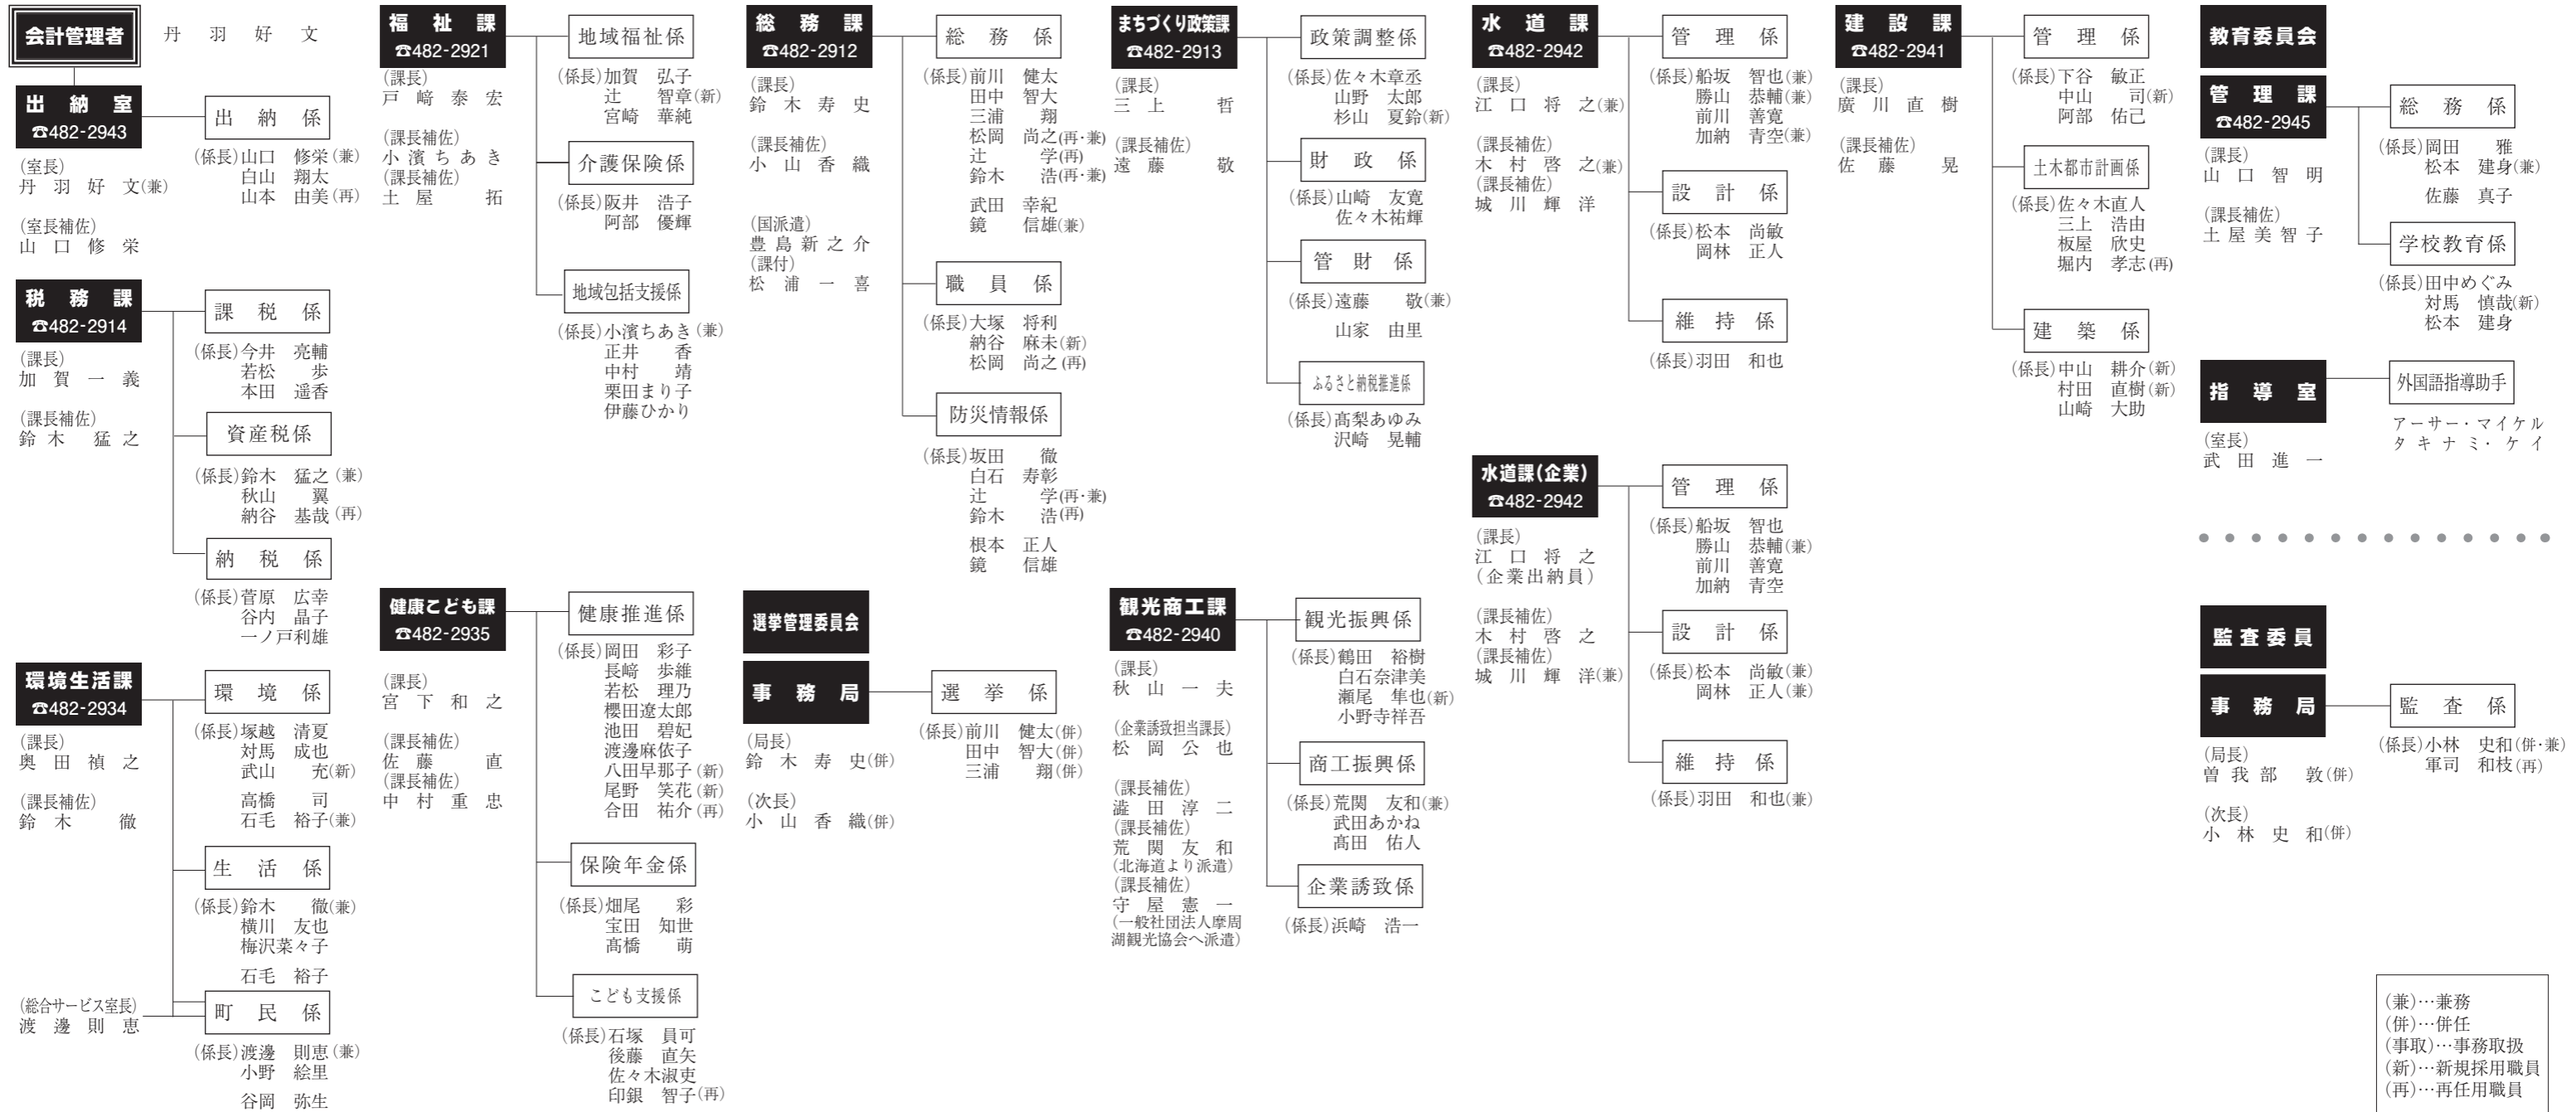 会計管理者 丹羽好文
出納室
☎482-2943
(室長)
丹羽好文(兼)
(室長補佐)
山口修栄
出納係
(係長)山口 修栄(兼)
白山 翔太
山本 由美(再)
税務課
☎482-2914
(課長)
加賀一義
(課長補佐)
鈴木猛之
課税係
(係長)今井 亮輔
若松 歩
本田 遥香
資産税係
(係長)鈴木 猛之(兼)
秋山 翼
納谷 基哉(再)
納税係
(係長)菅原 広幸
谷内 晶子
一ノ戸利雄
環境生活課
☎482-2934
(課長)
奥田禎之
(課長補佐)
鈴木徹
環境係
(係長)塚越 清夏
対馬 成也
武山 充(新)
高橋 司
石毛 裕子(兼)
生活係
(係長)鈴木 徹(兼)
横川 友也
梅沢菜々子
石毛 裕子
(総合サービス室長)
渡邊則恵
町民係
(係長)渡邊 則恵(兼)
小野 絵里
谷岡 弥生
福祉課
☎482-2921
(課長)
戸﨑泰宏
(課長補佐)
小濱ちあき
(課長補佐)
土屋拓
地域福祉係
(係長)加賀 弘子
辻 智章(新)
宮崎 華純
介護保険係
(係長)阪井 浩子
阿部 優輝
地域包括支援係
(係長)小濱ちあき(兼)
正井 香
中村 靖
栗田まり子
伊藤ひかり
健康こども課
☎482-2935
(課長)
宮下和之
(課長補佐)
佐藤直
(課長補佐)
中村重忠
健康推進係
(係長)岡田 彩子
長﨑 歩維
若松 理乃
櫻田遼太郎
池田 碧妃
渡邊麻依子
八田早那子(新)
尾野 笑花(新)
合田 祐介(再)
保険年金係
(係長)畑尾 彩
宝田 知世
髙橋 萌
こども支援係
(係長)石塚 員可
後藤 直矢
佐々木淑吏
印銀 智子(再)
総務課
☎482-2912
(課長)
鈴木寿史
(課長補佐)
小山香織
(国派遣)
豊島新之介
(課付)
松浦一喜
総務係
(係長)前川 健太
田中 智大
三浦 翔
松岡 尚之(再・兼)
辻 学(再)
鈴木 浩(再・兼)
武田 幸紀
鏡 信雄(兼)
職員係
(係長)大塚 将利
納谷 麻未(新)
松岡 尚之(再)
防災情報係
(係長)坂田 徹
白石 寿彰
辻 学(再・兼)
鈴木 浩(再)
根本 正人
鏡 信雄
選挙管理委員会
事務局
(局長)
鈴木寿史(併)
(次長)
小山香織(併)
選挙係
(係長)前川 健太(併)
田中 智大(併)
三浦 翔(併)
まちづくり政策課
☎482-2913
(課長)
三上哲
(課長補佐)
遠藤敬
政策調整係
(係長)佐々木章丞
山野 太郎
杉山 夏鈴(新)
財政係
(係長)山崎 友寛
佐々木祐輝
管財係
(係長)遠藤 敬(兼)
山家 由里
ふるさと納税推進係
(係長)髙梨あゆみ
沢崎 晃輔
観光商工課
☎482-2940
(課長)
秋山一夫
(企業誘致担当課長)
松岡公也
(課長補佐)
澁田淳二
(課長補佐)
荒関友和
(北海道より派遣)
(課長補佐)
守屋憲一
(一般社団法人摩周
湖観光協会へ派遣)
観光振興係
(係長)鶴田 裕樹
白石奈津美
瀬尾 隼也(新)
小野寺祥吾
商工振興係
(係長)荒関 友和(兼)
武田あかね
髙田 佑人
企業誘致係
(係長)浜崎 浩一
水道課
☎482-2942
(課長)
江口将之(兼)
(課長補佐)
木村啓之(兼)
(課長補佐)
城川輝洋
管理係
(係長)船坂 智也(兼)
勝山 恭輔(兼)
前川 善寛
加納 青空(兼)
設計係
(係長)松本 尚敏
岡林 正人
維持係
(係長)羽田 和也
水道課(企業)
☎482-2942
(課長)
江口将之
(企業出納員)
(課長補佐)
木村啓之
(課長補佐)
城川輝洋(兼)
管理係
(係長)船坂 智也
勝山 恭輔(兼)
前川 善寛
加納 青空
設計係
(係長)松本 尚敏(兼)
岡林 正人(兼)
維持係
(係長)羽田 和也(兼)
建設課
☎482-2941
(課長)
廣川直樹
(課長補佐)
佐藤晃
管理係
(係長)下谷 敏正
中山 司(新)
阿部 佑己
土木都市計画係
(係長)佐々木直人
三上 浩由
板屋 欣史
堀内 孝志(再)
建築係
(係長)中山 耕介(新)
村田 直樹(新)
山崎 大助
教育委員会
管理課
☎482-2945
(課長)
山口智明
(課長補佐)
土屋美智子
総務係
(係長)岡田 雅
松本 建身(兼)
佐藤 真子
学校教育係
(係長)田中めぐみ
対馬 慎哉(新)
松本 建身
指導室
(室長)
武田進一
外国語指導助手
アーサー・マイケル
タキナミ・ケイ
監査委員
事務局
(局長)
曽我部敦(併)
(次長)
小林史和(併)
監査係
(係長)小林 史和(併・兼)
軍司 和枝(再)
(兼)…兼務
(併)…併任
(事取)…事務取扱
(新)…新規採用職員
(再)…再任用職員